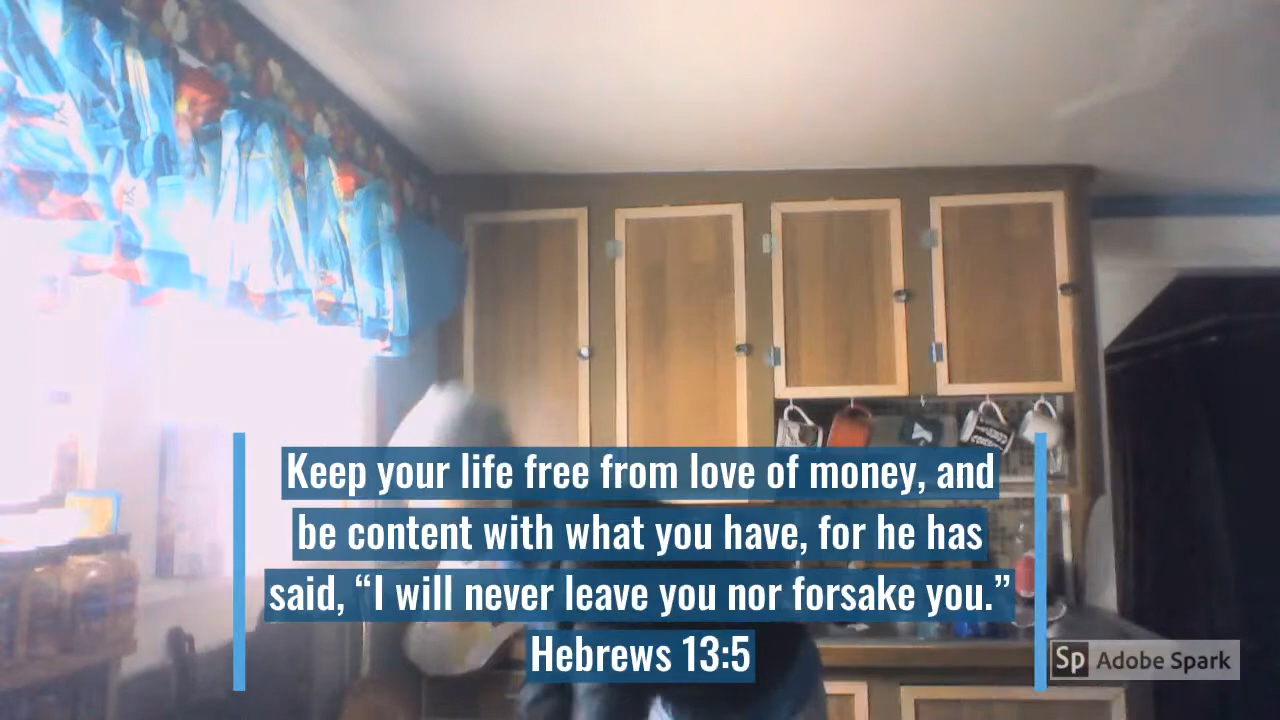 Keep your life free from love of money, and
be content with what you have, for he has
said, “I will never leave you nor forsake you.”
Hebrews 13:5
Sp Adobe Spark